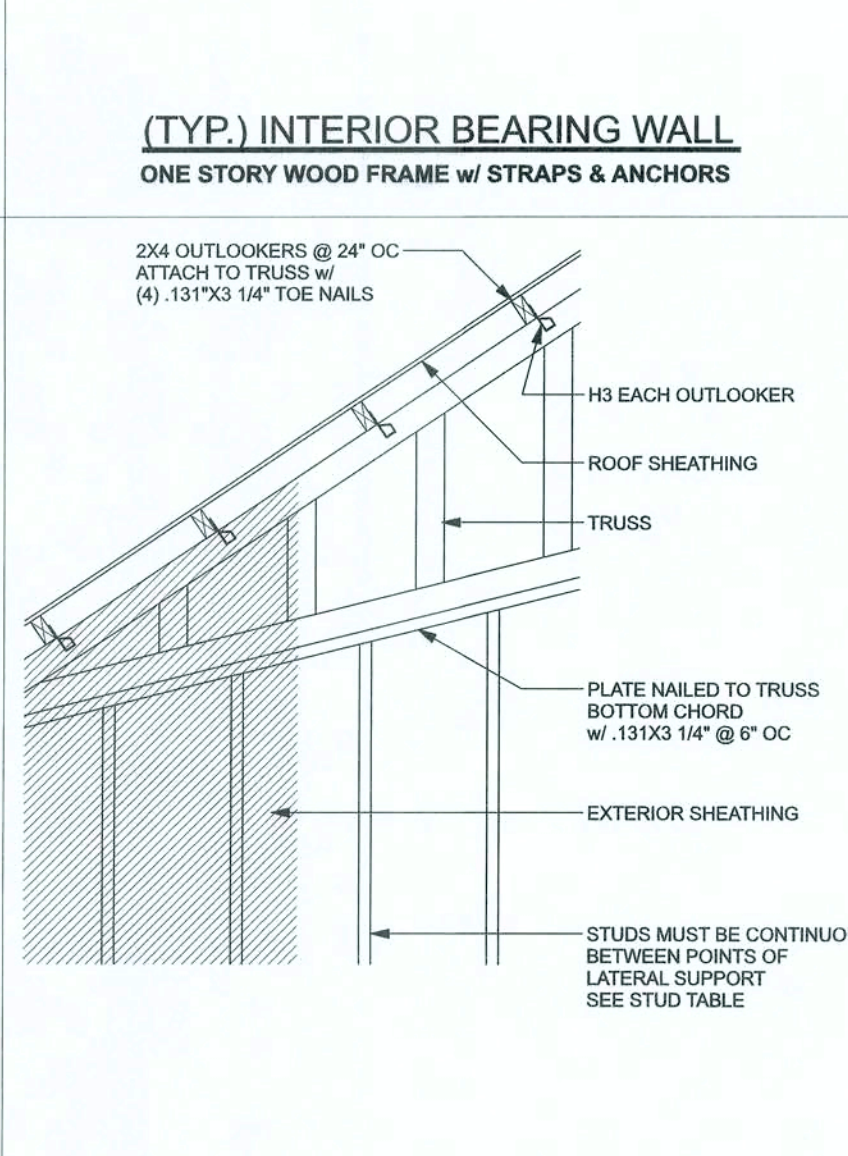 (TYP.) INTERIOR BEARING WALL
ONE STORY WOOD FRAME w/ STRAPS & ANCHORS
2X4 OUTLOOKERS @ 24" OC
ATTACH TO TRUSS w/
(4) .131"X3 1/4" TOE NAILS
H3 EACH OUTLOOKER
ROOF SHEATHING
TRUSS
PLATE NAILED TO TRUSS
BOTTOM CHORD
w/ .131X3 1/4" @ 6" OC
EXTERIOR SHEATHING
STUDS MUST BE CONTINUO
BETWEEN POINTS OF
LATERAL SUPPORT
SEE STUD TABLE